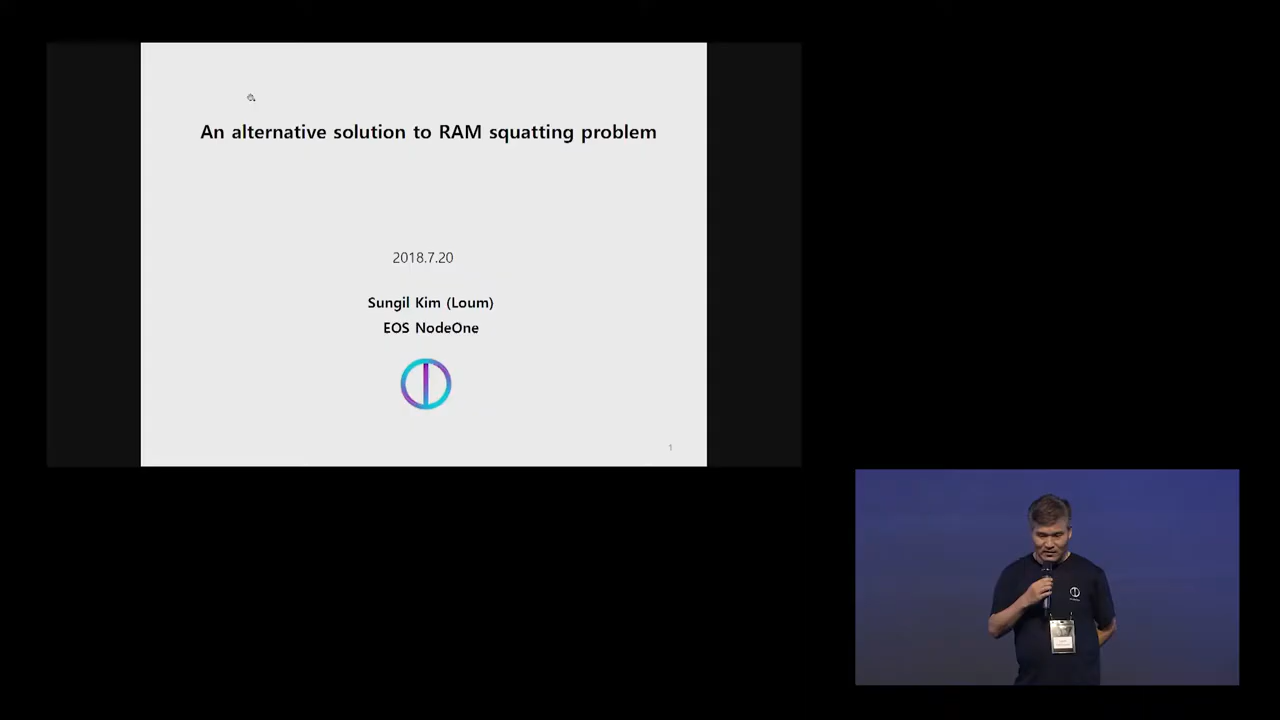 An alternative solution to RAM squatting problem
2018.7.20
Sungil Kim (Loum)
EOS NodeOne
1